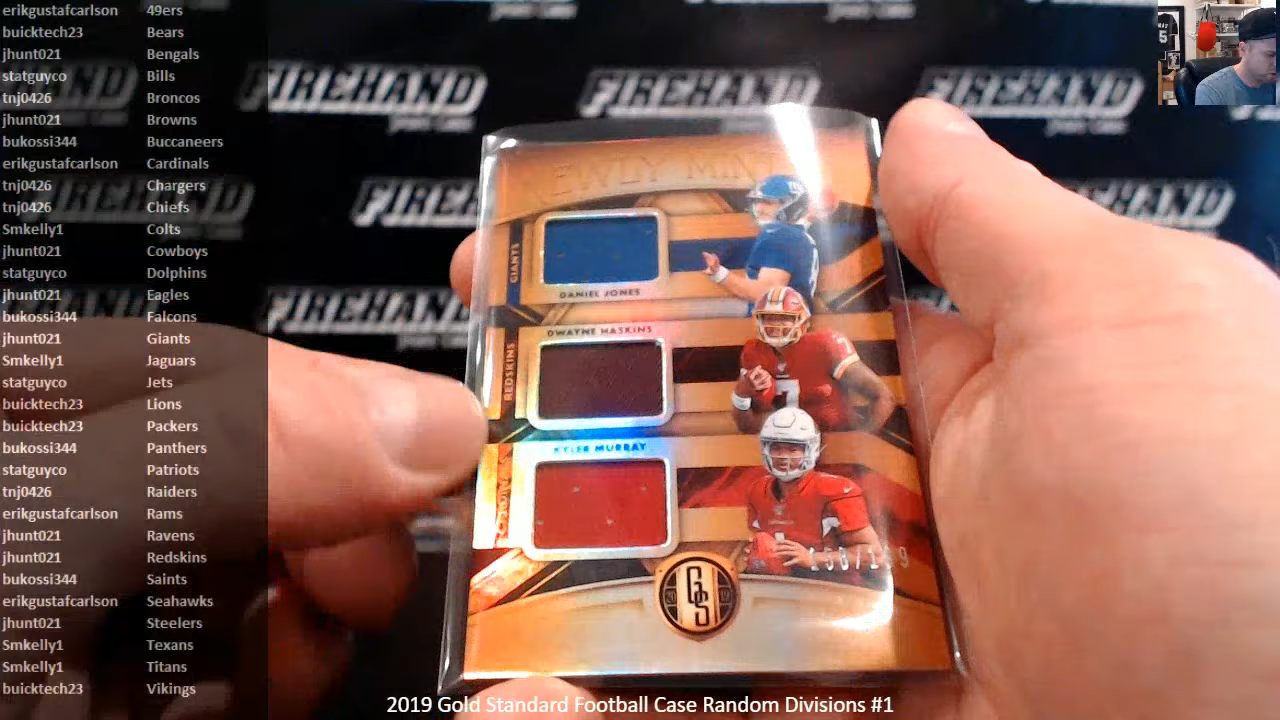 erikgustafcarlson 49ers
buicktech23 Bears
jhunt021 Bengals
statguyco Bills
tnj0426 Broncos
jhunt021 Browns
bukossi344 Buccaneers
erikgustafcarlson Cardinals
tnj0426 Chargers
tnj0426 Chiefs
Smkelly1 Colts
jhunt021 Cowboys
statguyco Dolphins
jhunt021 Eagles
bukossi344 Falcons
jhunt021 Giants
Smkelly1 Jaguars
statguyco Jets
buicktech23 Lions
buicktech23 Packers
bukossi344 Panthers
statguyco Patriots
tnj0426 Raiders
erikgustafcarlson Rams
jhunt021 Ravens
jhunt021 Redskins
bukossi344 Saints
erikgustafcarlson Seahawks
jhunt021 Steelers
Smkelly1 Texans
Smkelly1 Titans
buicktech23 Vikings
FIREHAND
FIREHAND
FIREHAND
NEWLY
GIANTS
DANIEL JONES
DWAYNE HASKINS
REDSKINS
KYLER MURRAY
CARDINALS
GS
2019 Gold Standard Football Case Random Divisions #1